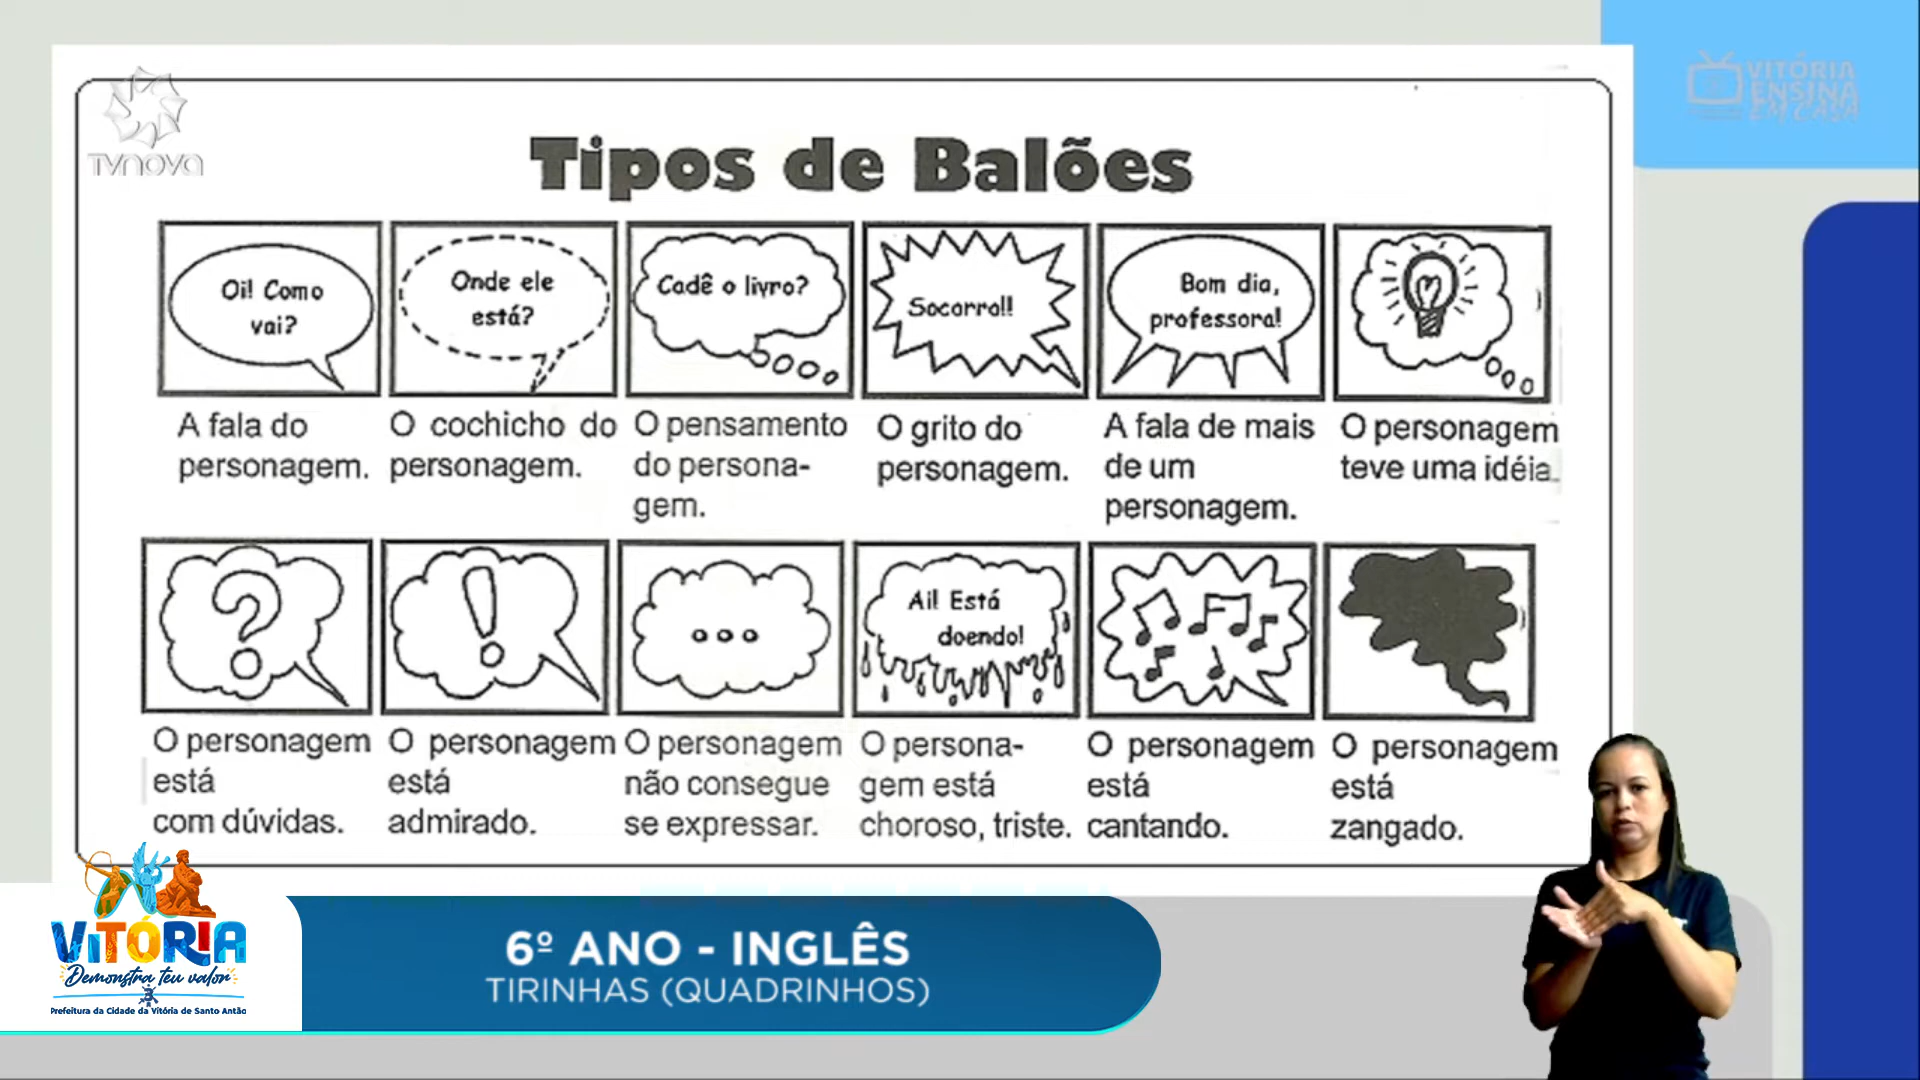 TVNOVA
VITÓRIA
ENSINA
EM CASA
Tipos de Balões
Oi! Como
vai?
Onde ele
está?
Cadê o livro?
Socorro!!
Bom dia,
professora!
A fala do
personagem.
O cochicho do
personagem.
O pensamento
do persona-
gem.
O grito do
personagem.
A fala de mais
de um
personagem.
O personagem
teve uma idéia.
?
!
...
Ai! Está
doendo!
O personagem
está
com dúvidas.
O personagem
está
admirado.
O personagem
não consegue
se expressar.
O persona-
gem está
choroso, triste.
O personagem
está
cantando.
O personagem
está
zangado.
VITÓRIA
Demonstra teu valor
Prefeitura da Cidade da Vitória de Santo Antão
6º ANO - INGLÊS
TIRINHAS (QUADRINHOS)